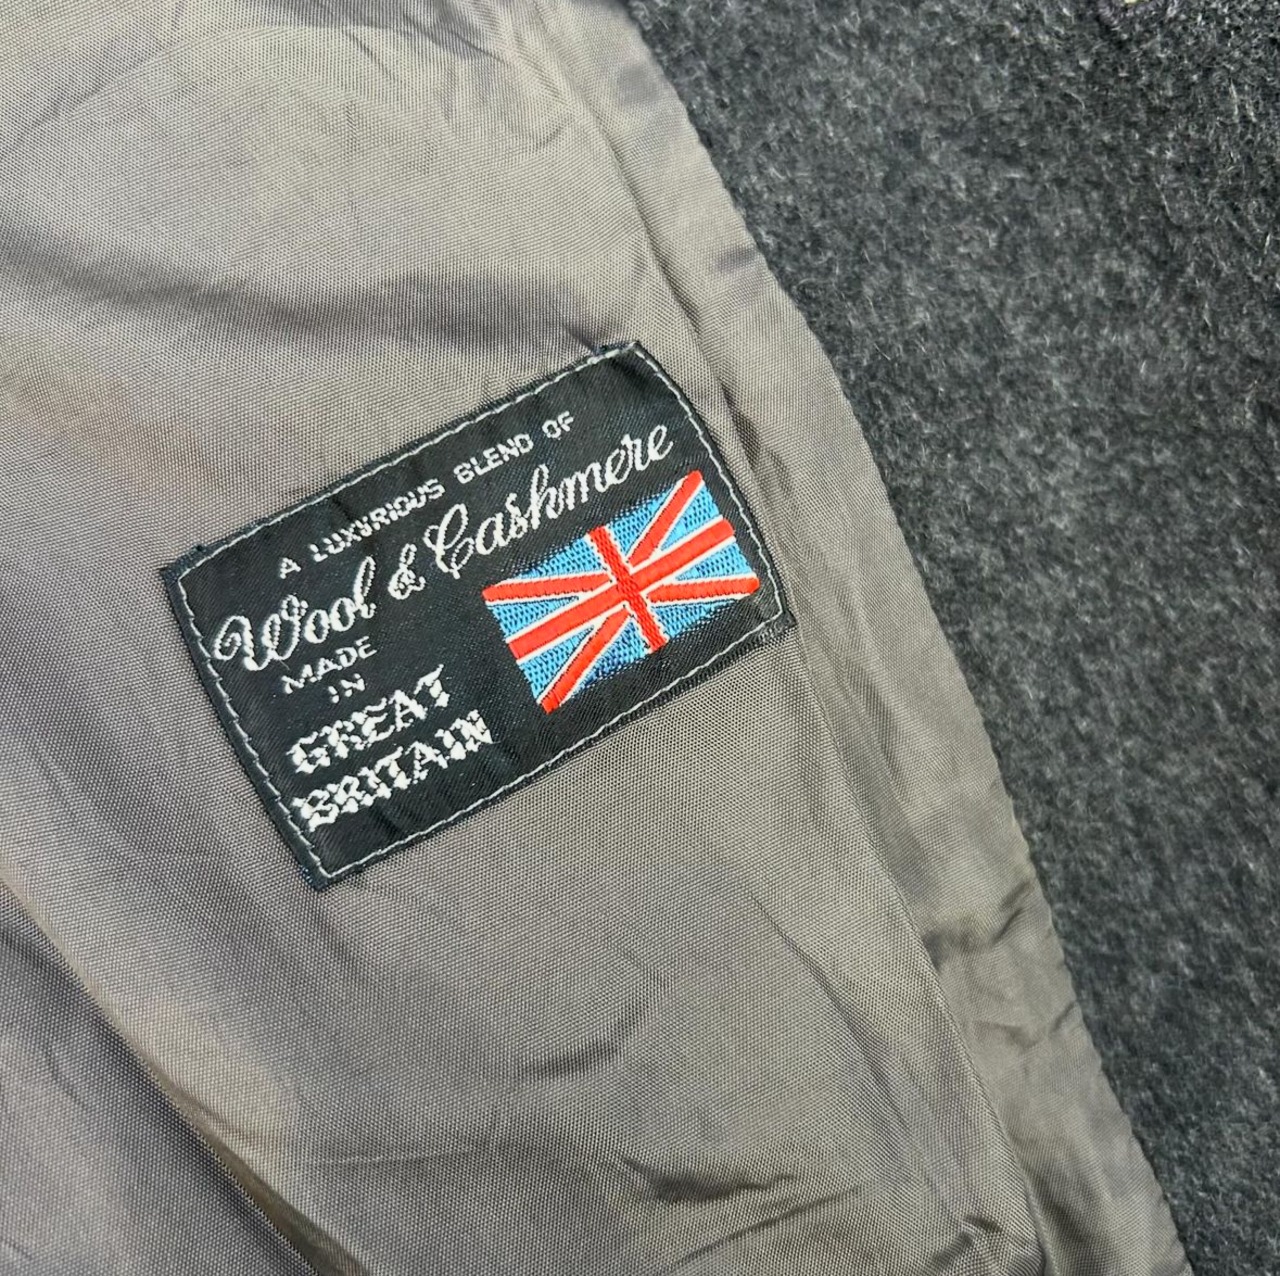 A LUXURIOUS BLEND OF
Wool & Cashmere
MADE
IN
GREAT
BRITAIN